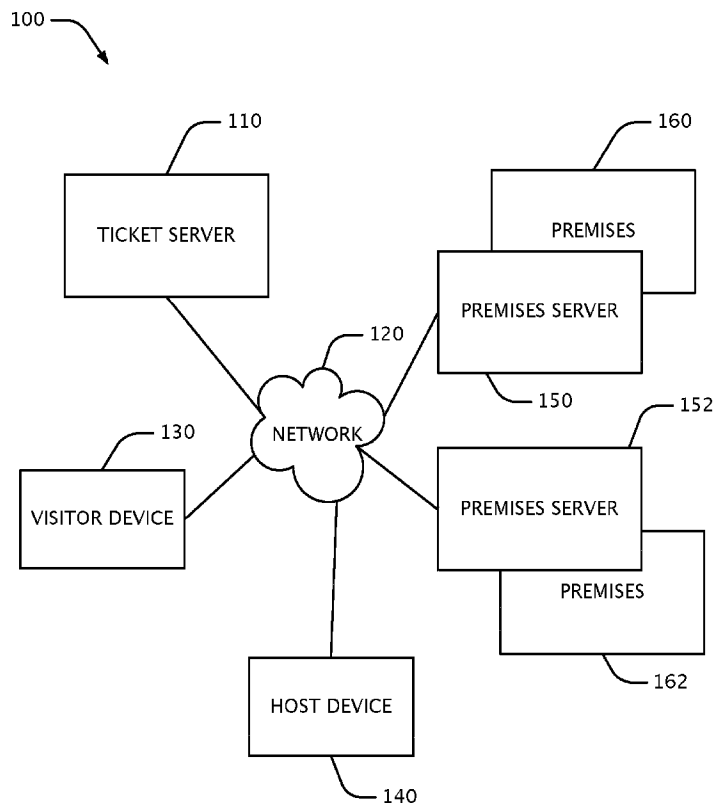 100
110
160
TICKET SERVER
PREMISES
PREMISES SERVER
120
150
152
130
NETWORK
VISITOR DEVICE
PREMISES SERVER
PREMISES
162
HOST DEVICE
140